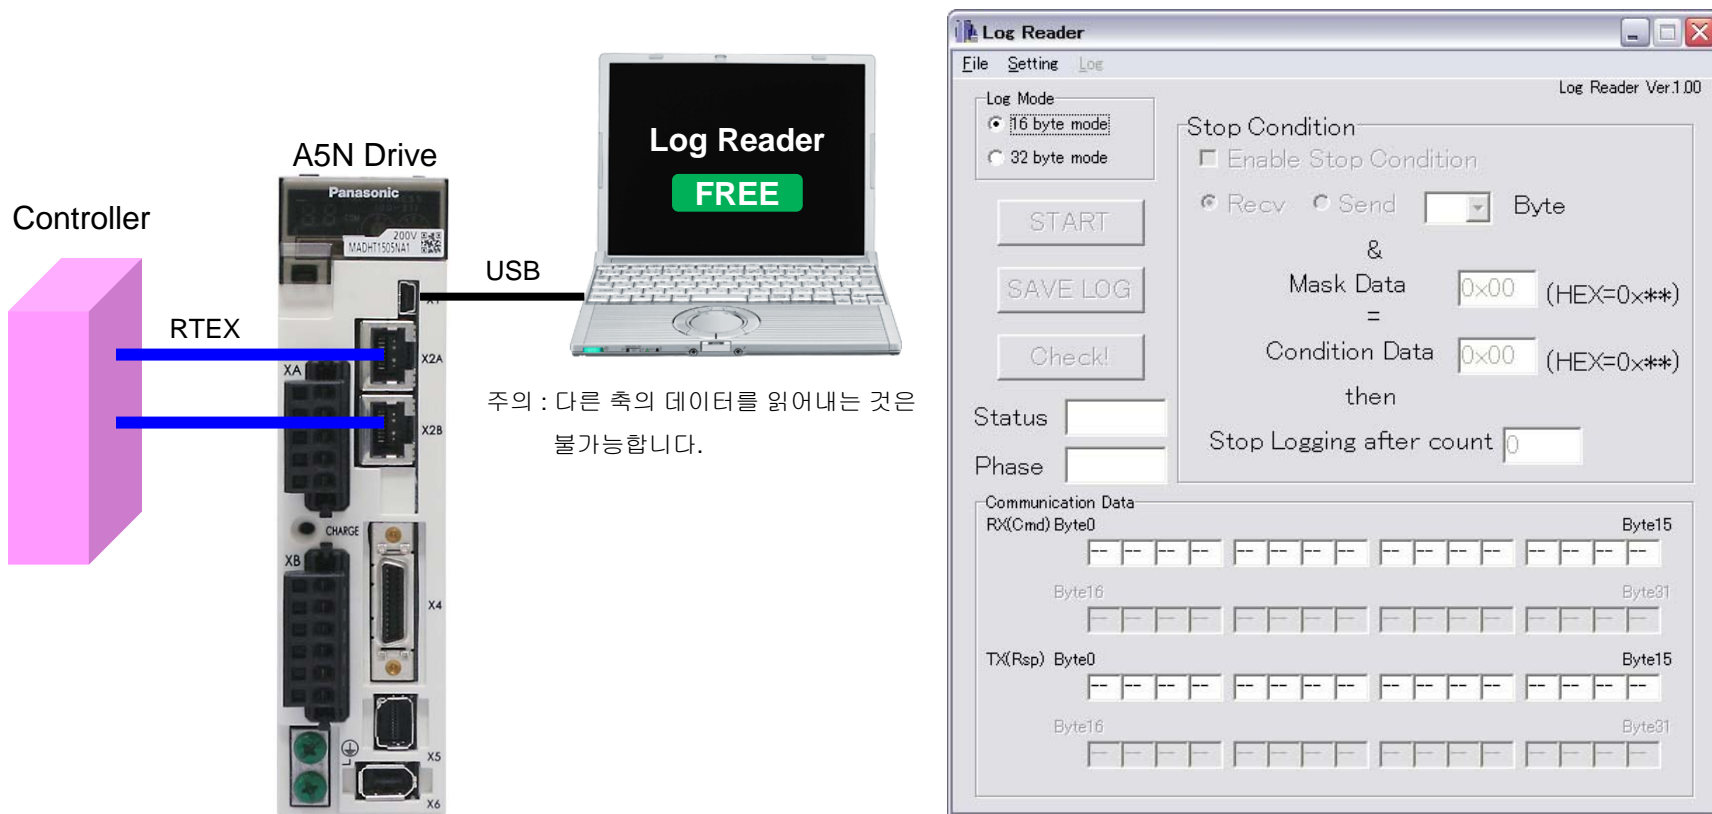 Controller
RTEX
A5N Drive
Panasonic
200V
MADHT1505NA1
X1
X2A
XA
X2B
CHARGE
XB
X4
X5
X6
USB
Log Reader
FREE
주의 : 다른 축의 데이터를 읽어내는 것은
불가능합니다.
Log Reader
File Setting Log
Log Reader Ver.1.00
Log Mode
16 byte mode
32 byte mode
START
SAVE LOG
Check!
Status
Phase
Stop Condition
Enable Stop Condition
Recv Send Byte
&
Mask Data 0x00 (HEX=0x**)
=
Condition Data 0x00 (HEX=0x**)
then
Stop Logging after count 0
Communication Data
RX(Cmd) Byte0 Byte15
-- -- -- -- -- -- -- -- -- -- -- -- -- -- -- --
Byte16 Byte31
-- -- -- -- -- -- -- -- -- -- -- -- -- -- -- --
TX(Rsp) Byte0 Byte15
-- -- -- -- -- -- -- -- -- -- -- -- -- -- -- --
Byte16 Byte31
-- -- -- -- -- -- -- -- -- -- -- -- -- -- -- --